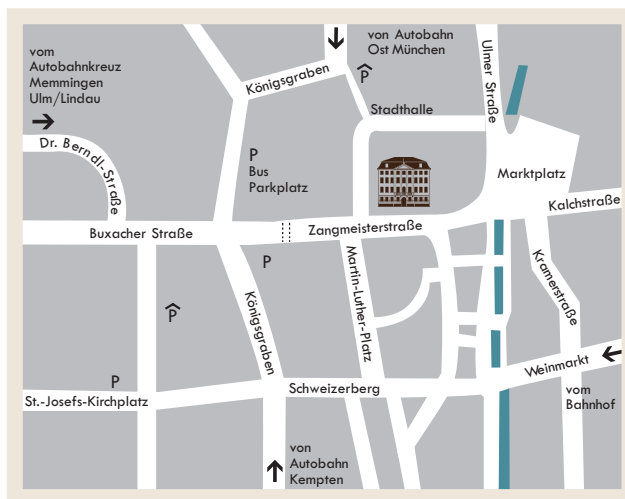 vom
Autobahnkreuz
Memmingen
Ulm/Lindau
von Autobahn
Ost München
Königsgraben
P
Ulmer Straße
Stadthalle
Dr. Berndl-Straße
P
Bus
Parkplatz
Marktplatz
Kalchstraße
Buxacher Straße
Zangmeisterstraße
P
Martin-Luther-Platz
Kramerstraße
Königsgraben
P
Weinmarkt
P
Schweizerberg
St.-Josefs-Kirchplatz
vom
Bahnhof
von
Autobahn
Kempten